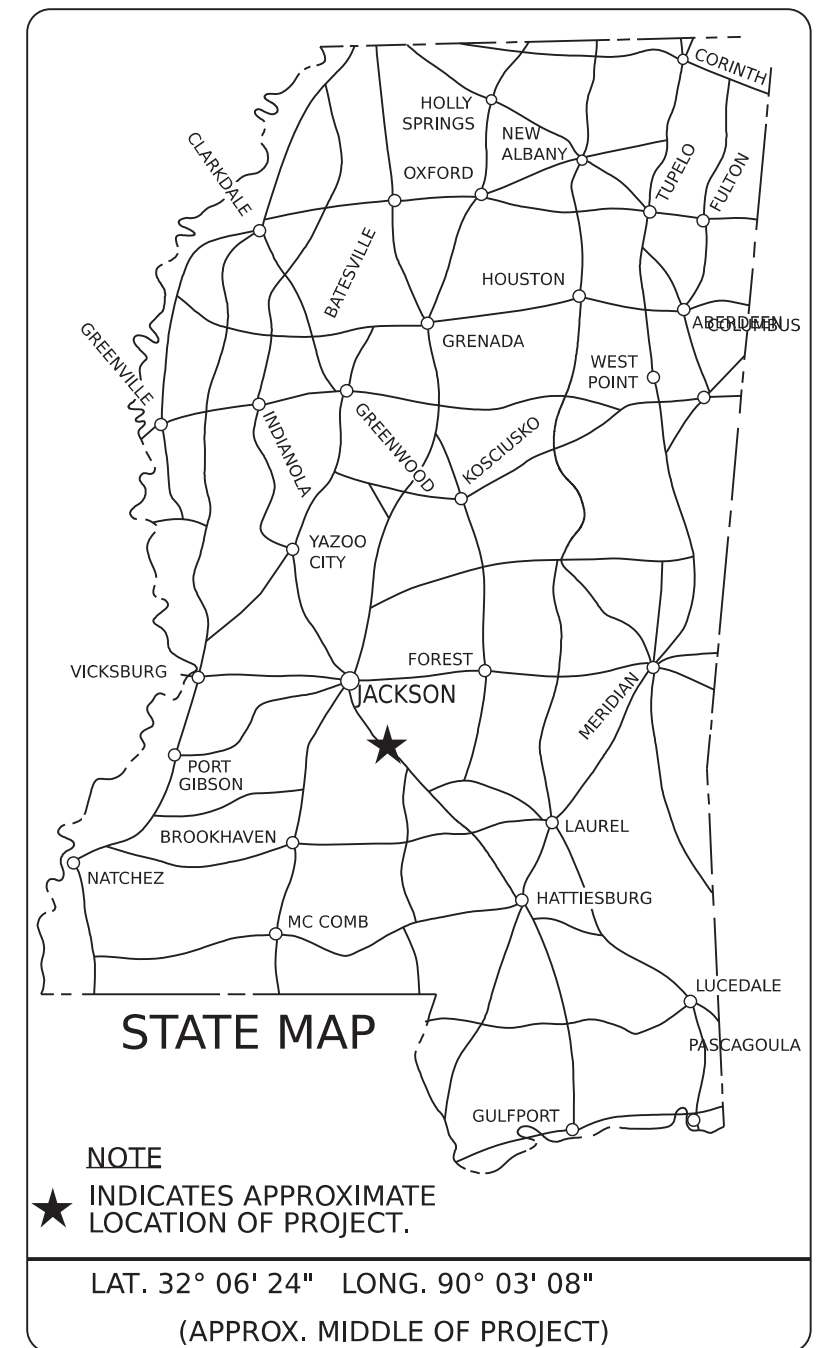 CORINTH
HOLLY
SPRINGS
NEW
ALBANY
CLARKDALE
OXFORD
TUPELO
FULTON
BATESVILLE
HOUSTON
ABERDEEN
COLUMBUS
GRENADA
GREENVILLE
WEST
POINT
INDIANOLA
GREENWOOD
KOSCIUSKO
YAZOO
CITY
VICKSBURG
FOREST
JACKSON
MERIDIAN
PORT
GIBSON
BROOKHAVEN
LAUREL
NATCHEZ
HATTIESBURG
MC COMB
LUCEDALE
STATE MAP
PASCAGOULA
GULFPORT
NOTE
INDICATES APPROXIMATE
LOCATION OF PROJECT.
LAT. 32° 06' 24" LONG. 90° 03' 08"
(APPROX. MIDDLE OF PROJECT)